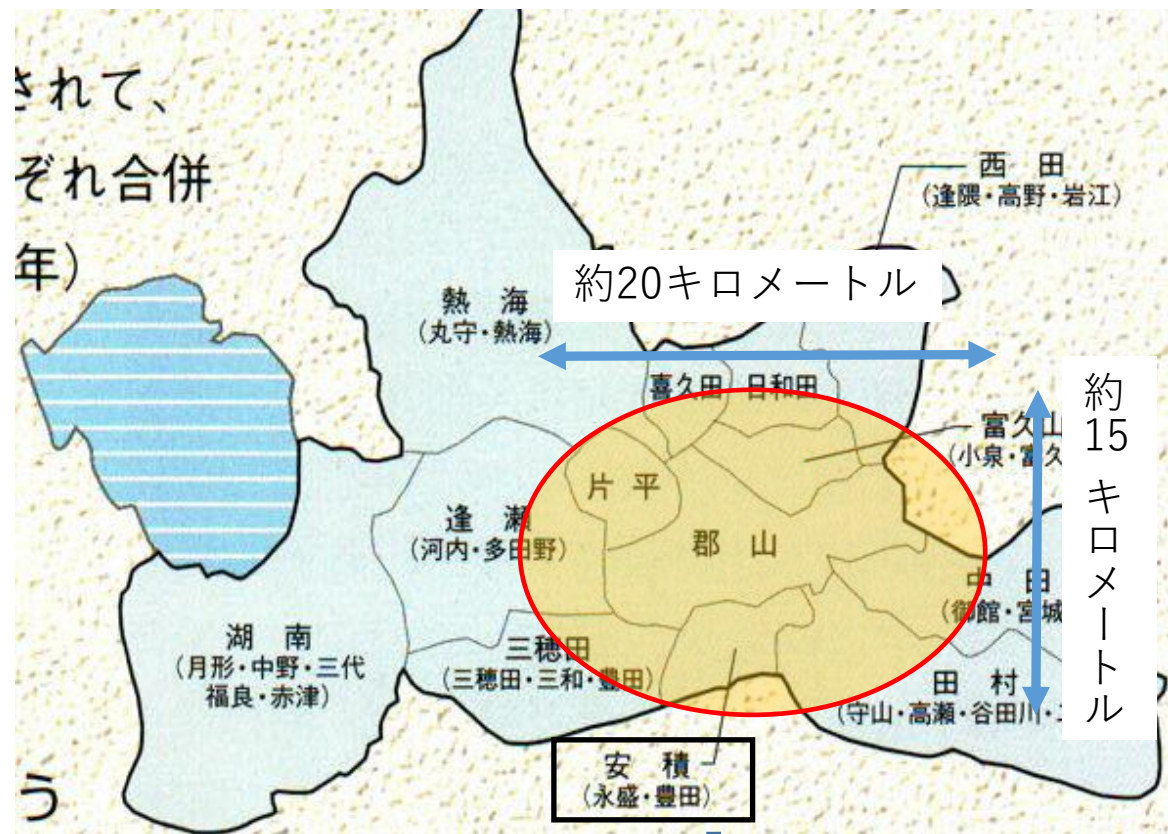 されて、
ぞれ合併
年)
西田
(逢隈・高野・岩江)
約20キロメートル
熱海
(丸守・熱海)
喜久田
日和田
約15キロメートル
富久山
(小泉・富久
片平
逢瀬
(河内・多田野)
郡山
中田
(御館・宮城
湖南
(月形・中野・三代
福良・赤津)
三穂田
(三穂田・三和・豊田)
田村
(守山・高瀬・谷田川・
安積
(永盛・豊田)
う